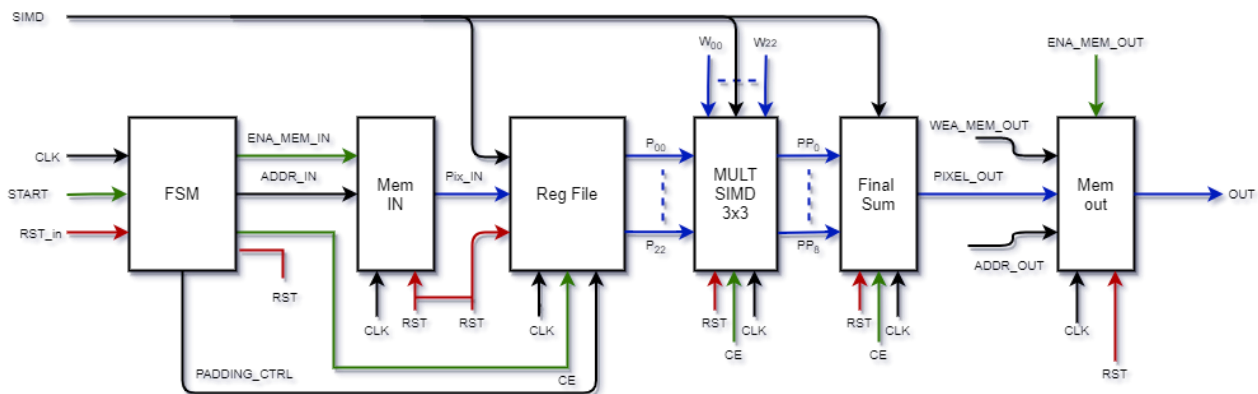 SIMD
W₀₀
W₂₂
ENA_MEM_OUT
ENA_MEM_IN
WEA_MEM_OUT
CLK
ADDR_IN
Pix_IN
P₀₀
PP₀
START
FSM
Mem
IN
Reg File
MULT
SIMD
3x3
Final
Sum
PIXEL_OUT
Mem
out
OUT
RST_in
P₂₂
PP₈
ADDR_OUT
RST
CLK
RST
RST
CLK
RST
CLK
RST
CLK
CLK
PADDING_CTRL
CE
CE
CE
RST